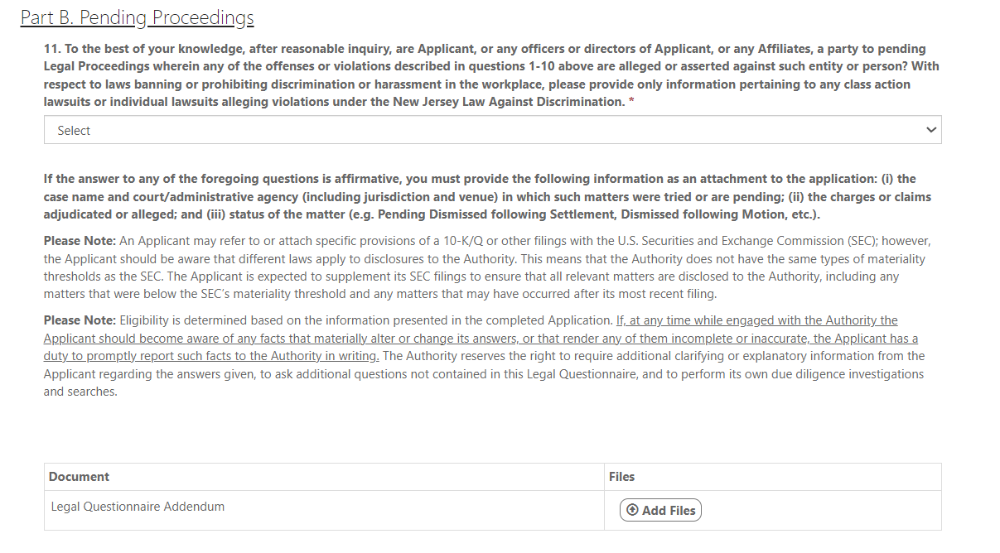 Part B. Pending Proceedings
11. To the best of your knowledge, after reasonable inquiry, are Applicant, or any officers or directors of Applicant, or any Affiliates, a party to pending
Legal Proceedings wherein any of the offenses or violations described in questions 1-10 above are alleged or asserted against such entity or person? With
respect to laws banning or prohibiting discrimination or harassment in the workplace, please provide only information pertaining to any class action
lawsuits or individual lawsuits alleging violations under the New Jersey Law Against Discrimination. *
Select
If the answer to any of the foregoing questions is affirmative, you must provide the following information as an attachment to the application: (i) the
case name and court/administrative agency (including jurisdiction and venue) in which such matters were tried or are pending; (ii) the charges or claims
adjudicated or alleged; and (iii) status of the matter (e.g. Pending Dismissed following Settlement, Dismissed following Motion, etc.).
Please Note: An Applicant may refer to or attach specific provisions of a 10-K/Q or other filings with the U.S. Securities and Exchange Commission (SEC); however,
the Applicant should be aware that different laws apply to disclosures to the Authority. This means that the Authority does not have the same types of materiality
thresholds as the SEC. The Applicant is expected to supplement its SEC filings to ensure that all relevant matters are disclosed to the Authority, including any
matters that were below the SEC's materiality threshold and any matters that may have occurred after its most recent filing.
Please Note: Eligibility is determined based on the information presented in the completed Application. If, at any time while engaged with the Authority the
Applicant should become aware of any facts that materially alter or change its answers, or that render any of them incomplete or inaccurate, the Applicant has a
duty to promptly report such facts to the Authority in writing. The Authority reserves the right to require additional clarifying or explanatory information from the
Applicant regarding the answers given, to ask additional questions not contained in this Legal Questionnaire, and to perform its own due diligence investigations
and searches.
Document Files
Legal Questionnaire Addendum Add Files